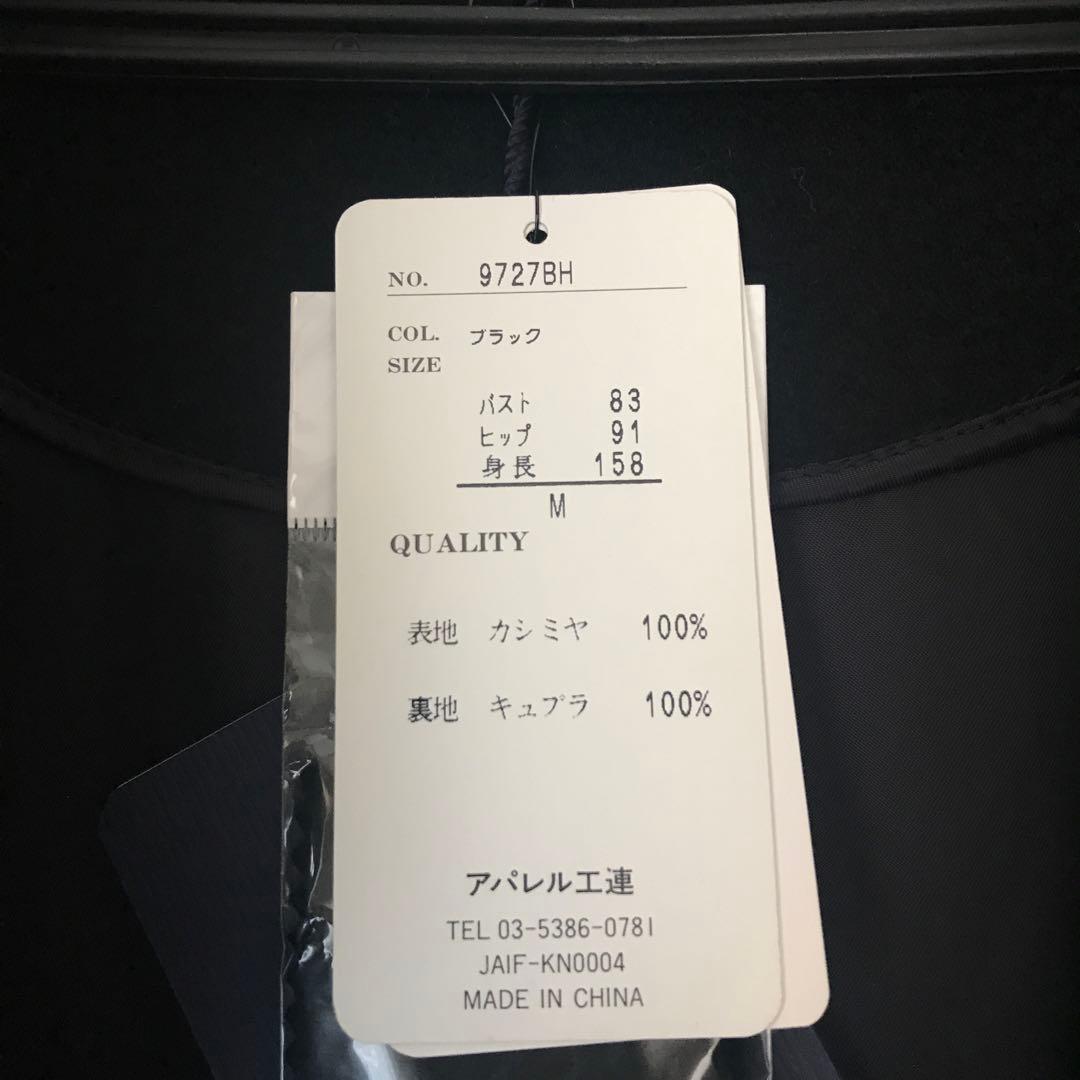 NO. 9727BH
COL. ブラック
SIZE
バスト 83
ヒップ 91
身長 158
M
QUALITY
表地 カシミヤ 100%
裏地 キュプラ 100%
アパレル工連
TEL 03-5386-0781
JAIF-KN0004
MADE IN CHINA